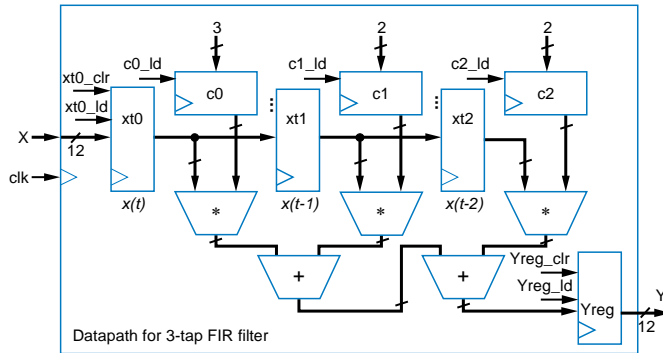 3 2 2
c0_ld c1_ld c2_ld
xt0_clr
c0 c1 c2
xt0_ld
xt0 xt1 xt2
... ...
X
12
clk
x(t) x(t-1) x(t-2)
* * *
+ +
Yreg_clr
Yreg_ld
Yreg
Y
12
Datapath for 3-tap FIR filter